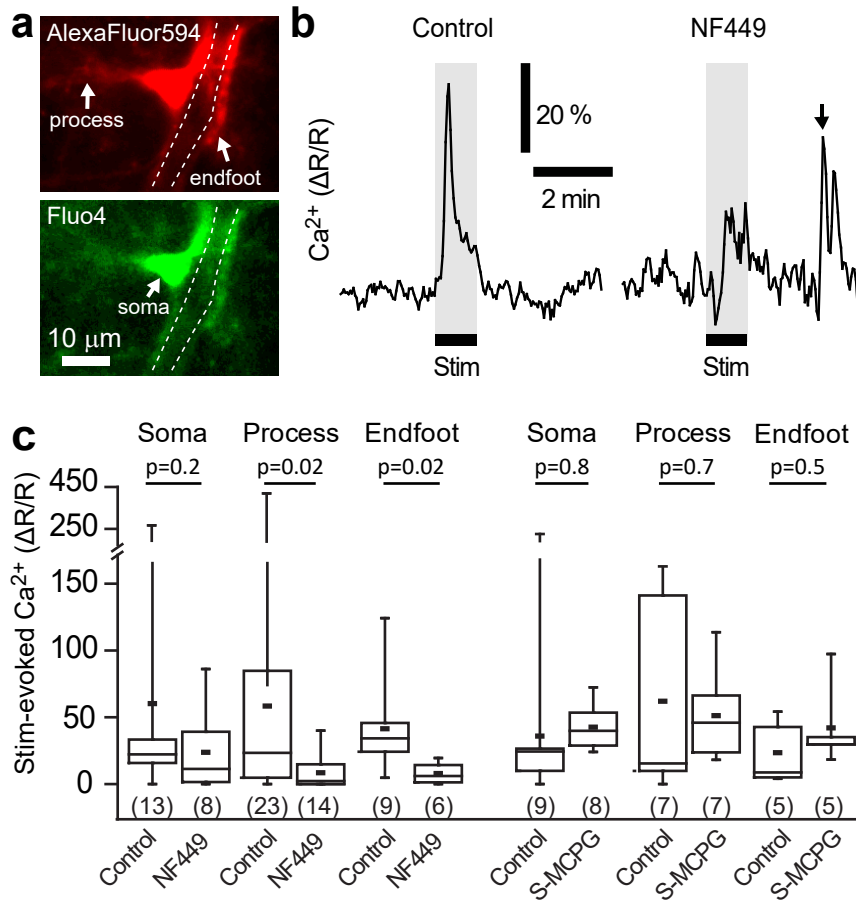 a
AlexaFluor594
process
endfoot
Fluo4
soma
10 μm
b
Control
NF449
Ca2+ (ΔR/R)
20 %
2 min
Stim
Stim
c
Soma
Process
Endfoot
Soma
Process
Endfoot
p=0.2
p=0.02
p=0.02
p=0.8
p=0.7
p=0.5
Stim-evoked Ca2+ (ΔR/R)
450
250
150
100
50
0
(13)
(8)
(23)
(14)
(9)
(6)
(9)
(8)
(7)
(7)
(5)
(5)
Control
NF449
Control
NF449
Control
NF449
Control
S-MCPG
Control
S-MCPG
Control
S-MCPG